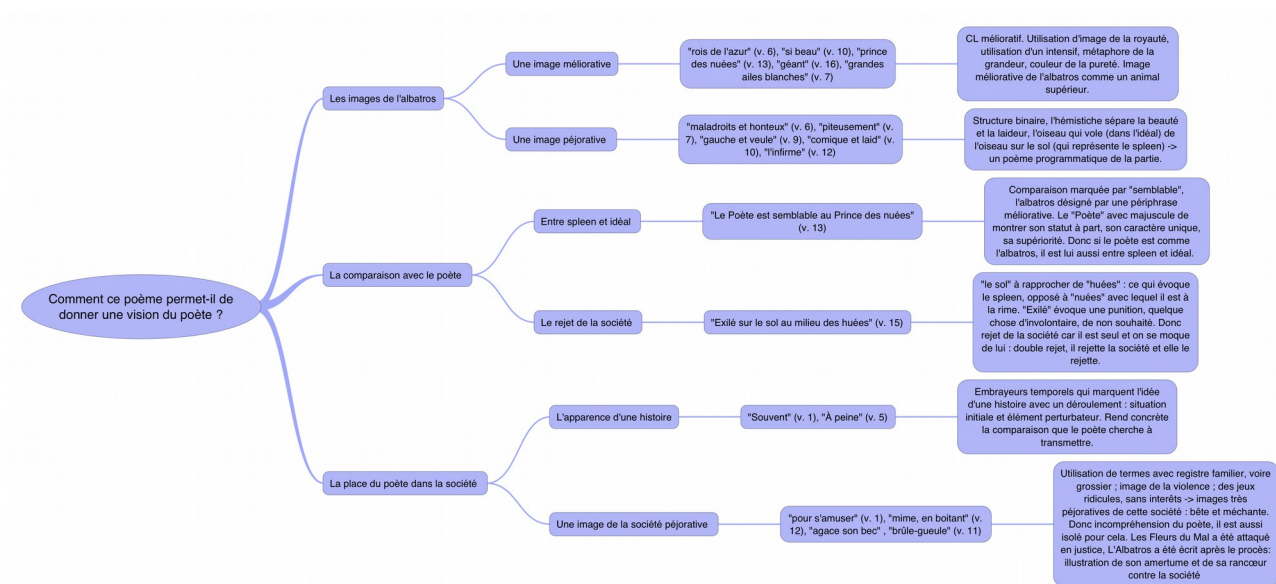 Comment ce poème permet-il de
donner une vision du poète ?
Les images de l'albatros
Une image méliorative
"rois de l'azur" (v. 6), "si beau" (v. 10), "prince
des nuées" (v. 13), "géant" (v. 16), "grandes
ailes blanches" (v. 7)
CL mélioratif. Utilisation d'image de la royauté,
utilisation d'un intensif, métaphore de la
grandeur, couleur de la pureté. Image
méliorative de l'albatros comme un animal
supérieur.
Une image péjorative
"maladroits et honteux" (v. 6), "piteusement" (v.
7), "gauche et veule" (v. 9), "comique et laid" (v.
10), "l'infirme" (v. 12)
Structure binaire, l'hémistiche sépare la beauté
et la laideur, l'oiseau qui vole (dans l'idéal) de
l'oiseau sur le sol (qui représente le spleen) ->
un poème programmatique de la partie.
La comparaison avec le poète
Entre spleen et idéal
"Le Poète est semblable au Prince des nuées"
(v. 13)
Comparaison marquée par "semblable",
l'albatros désigné par une périphrase
méliorative. Le "Poète" avec majuscule de
montrer son statut à part, son caractère unique,
sa supériorité. Donc si le poète est comme
l'albatros, il est lui aussi entre spleen et idéal.
Le rejet de la société
"Exilé sur le sol au milieu des huées" (v. 15)
"le sol" à rapprocher de "huées" : ce qui évoque
le spleen, opposé à "nuées" avec lequel il est à
la rime. "Exilé" évoque une punition, quelque
chose d'involontaire, de non souhaité. Donc
rejet de la société car il est seul et on se moque
de lui : double rejet, il rejette la société et elle le
rejette.
La place du poète dans la société
L'apparence d'une histoire
"Souvent" (v. 1), "À peine" (v. 5)
Embrayeurs temporels qui marquent l'idée
d'une histoire avec un déroulement : situation
initiale et élément perturbateur. Rend concrète
la comparaison que le poète cherche à
transmettre.
Une image de la société péjorative
"pour s'amuser" (v. 1), "mime, en boitant" (v.
12), "agace son bec" , "brûle-gueule" (v. 11)
Utilisation de termes avec registre familier, voire
grossier ; image de la violence ; des jeux
ridicules, sans interêts -> images très
péjoratives de cette société : bête et méchante.
Donc incompréhension du poète, il est aussi
isolé pour cela. Les Fleurs du Mal a été attaqué
en justice, L'Albatros a été écrit après le procès:
illustration de son amertume et de sa rancœur
contre la société